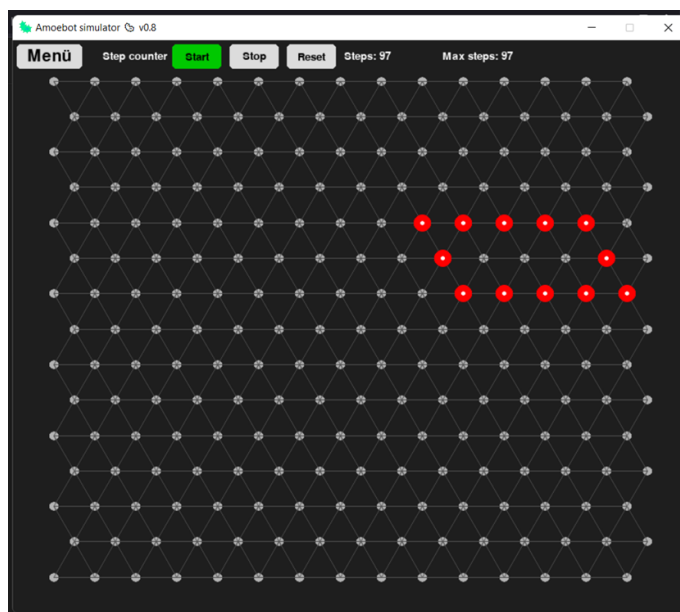 Amoebot simulator v0.8
Menü Step counter Start Stop Reset Steps: 97 Max steps: 97